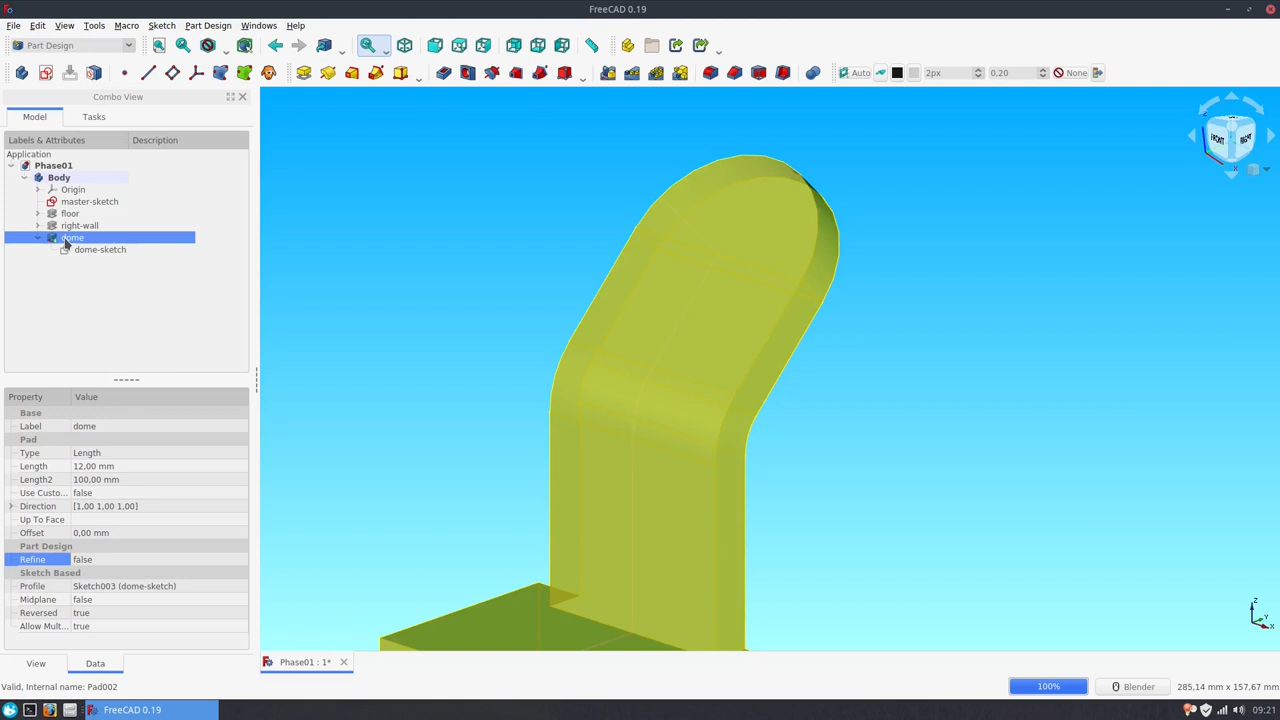 FreeCAD 0.19
File Edit View Tools Macro Sketch Part Design Windows Help
Part Design
Auto 2px 0.20 None
Combo View
Model Tasks
Labels & Attributes Description
Application
Phase01
Body
Origin
master-sketch
floor
right-wall
dome
dome-sketch
FRONT RIGHT
Property Value
Base
Label dome
Pad
Type Length
Length 12,00 mm
Length2 100,00 mm
Use Custo... false
Direction [1,00 1,00 1,00]
Up To Face
Offset 0,00 mm
Part Design
Refine false
Sketch Based
Profile Sketch003 (dome-sketch)
Midplane false
Reversed true
Allow Mult... true
Z
Y
X
View Data
Phase01 : 1*
Valid, Internal name: Pad002
100% Blender 285,14 mm x 157,67 mm
FreeCAD 0.19 09:21